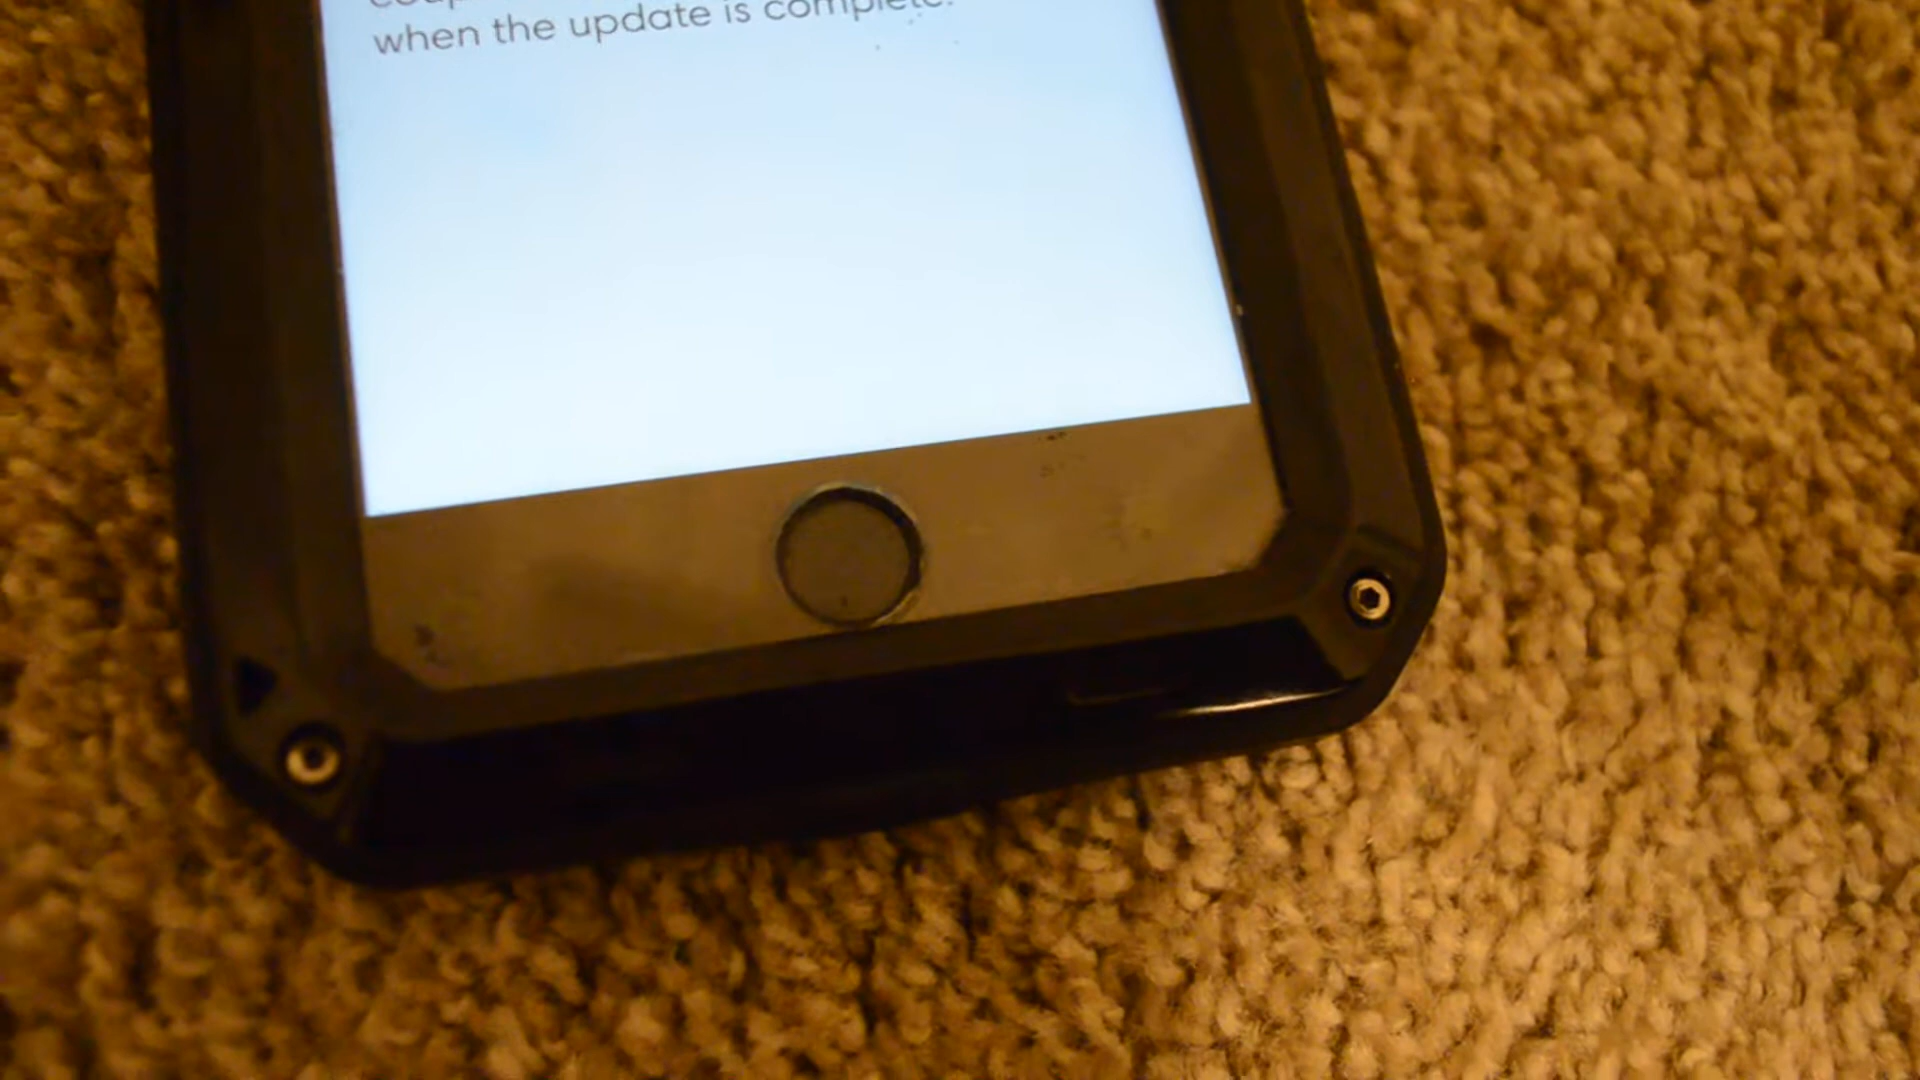 when the update is complete.